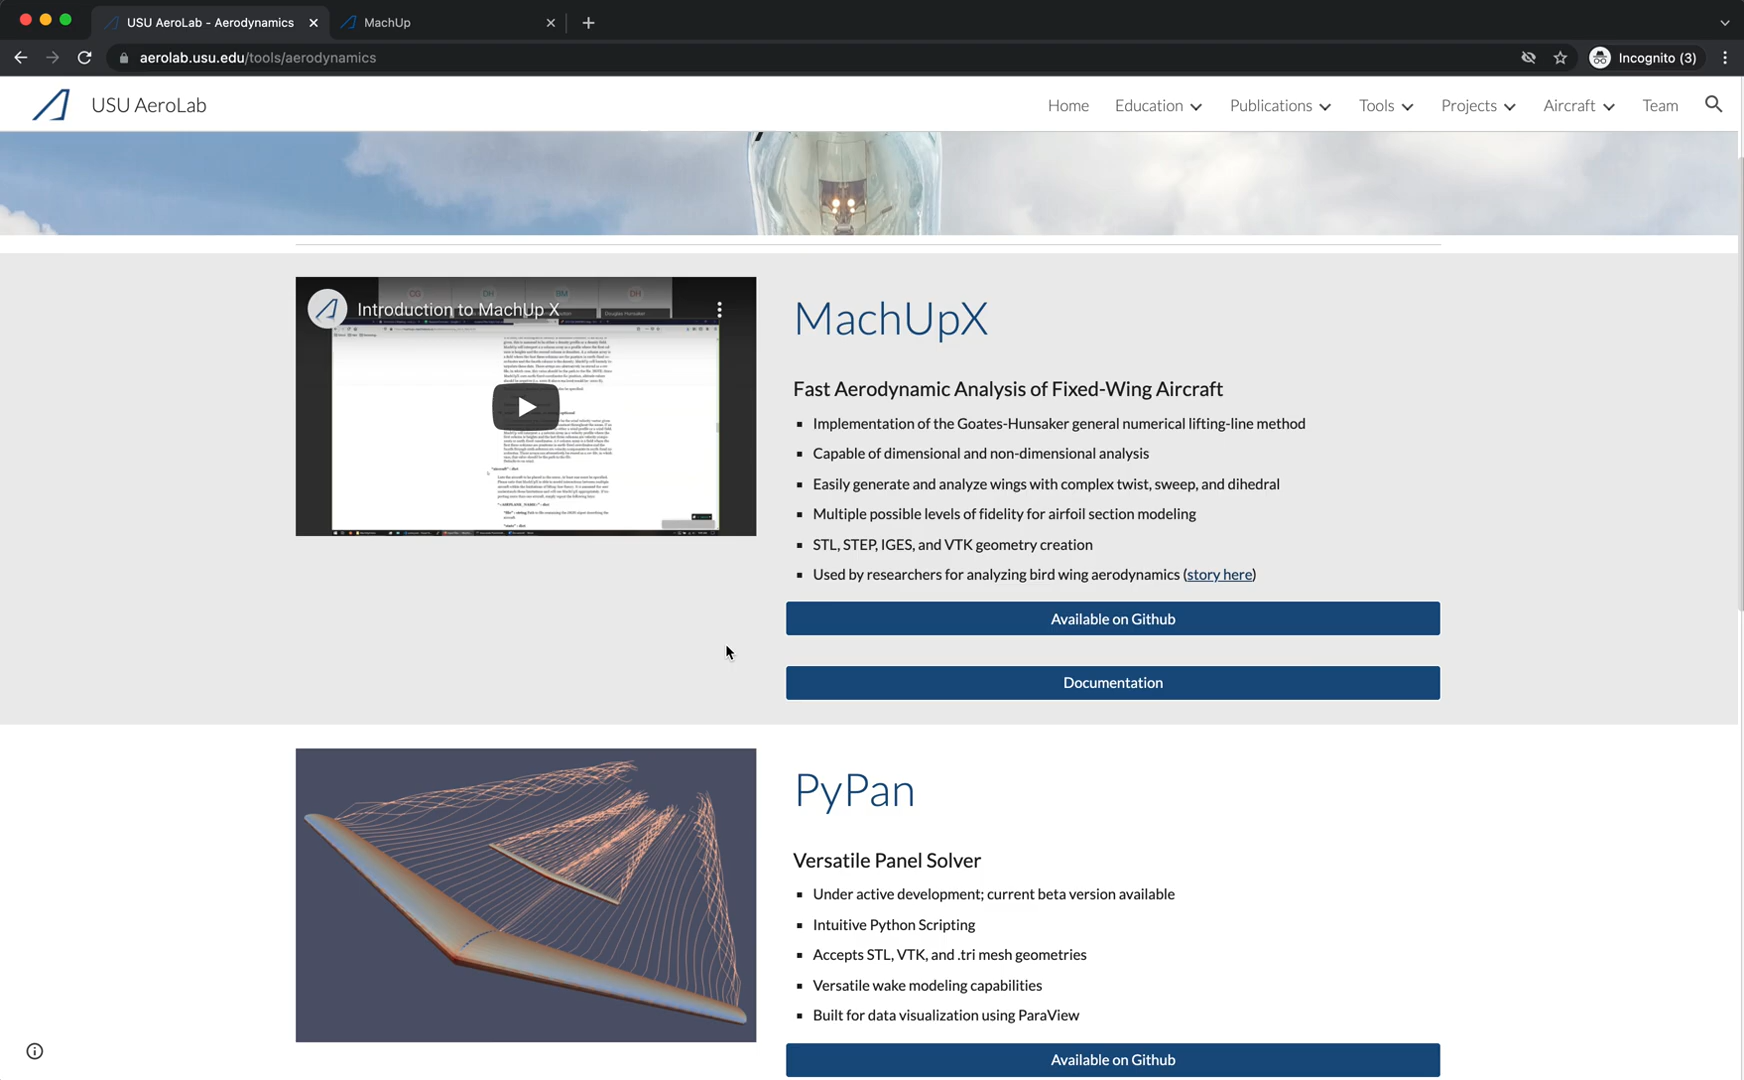 USU AeroLab - Aerodynamics
MachUp
aerolab.usu.edu/tools/aerodynamics
Incognito (3)
USU AeroLab
Home Education Publications Tools Projects Aircraft Team
CG DH BM DH
Introduction to MachUp X
Douglas Hunsaker
MachUpX
Fast Aerodynamic Analysis of Fixed-Wing Aircraft
Implementation of the Goates-Hunsaker general numerical lifting-line method
Capable of dimensional and non-dimensional analysis
Easily generate and analyze wings with complex twist, sweep, and dihedral
Multiple possible levels of fidelity for airfoil section modeling
STL, STEP, IGES, and VTK geometry creation
Used by researchers for analyzing bird wing aerodynamics (story here)
Available on Github
Documentation
PyPan
Versatile Panel Solver
Under active development; current beta version available
Intuitive Python Scripting
Accepts STL, VTK, and .tri mesh geometries
Versatile wake modeling capabilities
Built for data visualization using ParaView
Available on Github